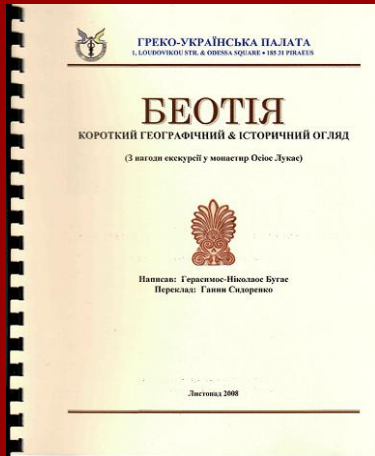 ГРЕКО-УКРАЇНСЬКА ПАЛАТА
1, LOUDOVIKOU STR. & ODESSA SQUARE • 185 31 PIRAEUS
БЕОТІЯ
КОРОТКИЙ ГЕОГРАФІЧНИЙ & ІСТОРИЧНИЙ ОГЛЯД
(З нагоди екскурсії у монастир Осіос Лукас)
Написав: Герасимос-Ніколаос Бугас
Переклад: Ганни Сидоренко
Листопад 2008